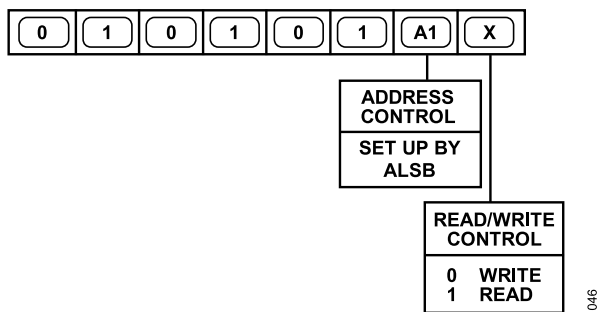 0 1 0 1 0 1 A1 X
ADDRESS
CONTROL
SET UP BY
ALSB
READ/WRITE
CONTROL
0 WRITE
1 READ
046